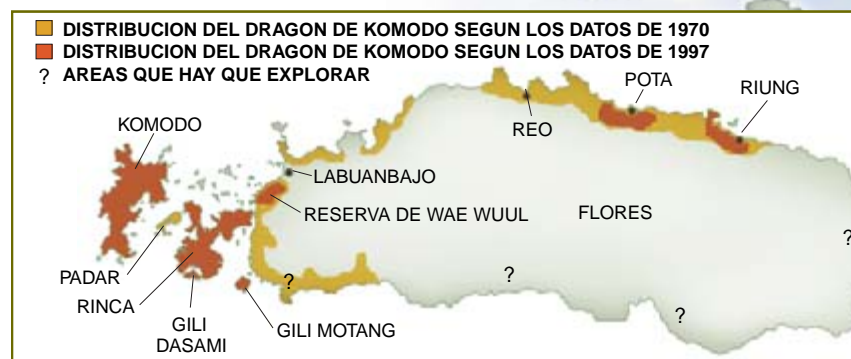 DISTRIBUCION DEL DRAGON DE KOMODO SEGUN LOS DATOS DE 1970
DISTRIBUCION DEL DRAGON DE KOMODO SEGUN LOS DATOS DE 1997
? AREAS QUE HAY QUE EXPLORAR
POTA
RIUNG
KOMODO
REO
LABUANBAJO
RESERVA DE WAE WUUL
FLORES
?
PADAR
?
?
RINCA
?
GILI
DASAMI
GILI MOTANG